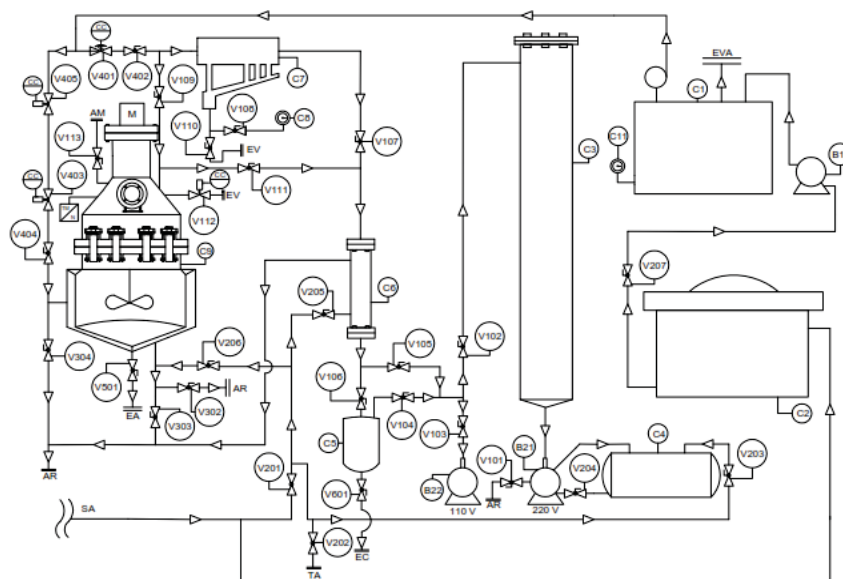 CC
V405
V401
V402
V109
C7
V108
C8
V110
EV
V107
AM
M
V113
CC
V403
V111
CC
EV
V112
V404
C9
V205
C6
V304
V206
V105
V501
V106
V302
AR
EA
V303
V104
C5
V103
V102
C3
C1
EVA
C11
B1
V207
C2
AR
V201
SA
V601
B22
110 V
V101
AR
B21
220 V
V204
C4
V203
V202
TA
EC
CC